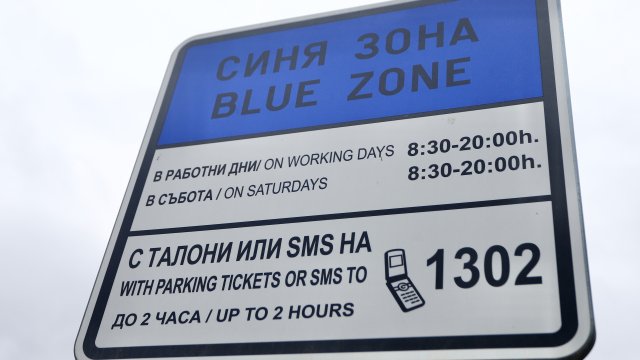 СИНЯ ЗОНА
BLUE ZONE
В РАБОТНИ ДНИ/ ON WORKING DAYS 8:30-20:00h.
В СЪБОТА / ON SATURDAYS 8:30-20:00h.
С ТАЛОНИ ИЛИ SMS НА
WITH PARKING TICKETS OR SMS TO 1302
ДО 2 ЧАСА / UP TO 2 HOURS